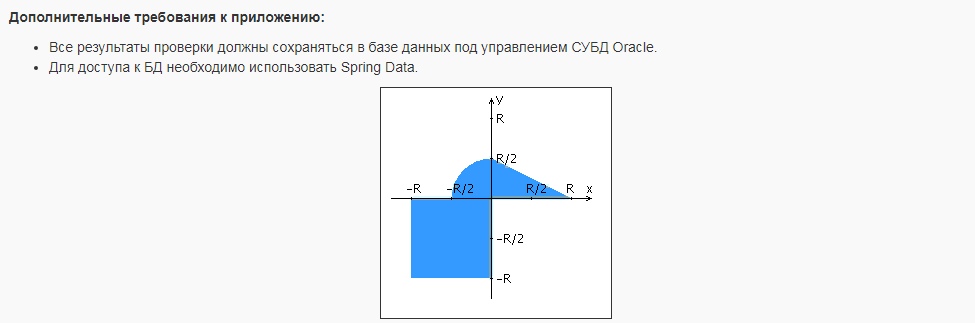 Дополнительные требования к приложению:
Все результаты проверки должны сохраняться в базе данных под управлением СУБД Oracle.
Для доступа к БД необходимо использовать Spring Data.
y
R
R/2
-R -R/2 R/2 R x
-R/2
-R